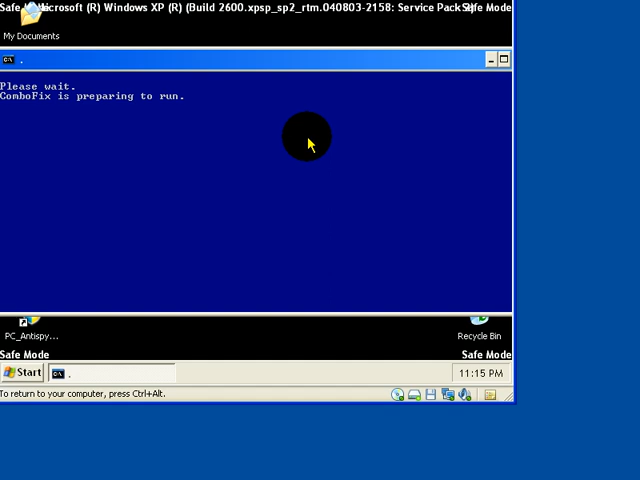 Safe Microsoft (R) Windows XP (R) (Build 2600.xpsp_sp2_rtm.040803-2158: Service Pack Safe Mode
My Documents
.
Please wait.
ComboFix is preparing to run.
PC_Antispy...
Recycle Bin
Safe Mode
Safe Mode
Start
.
11:15 PM
To return to your computer, press Ctrl+Alt.